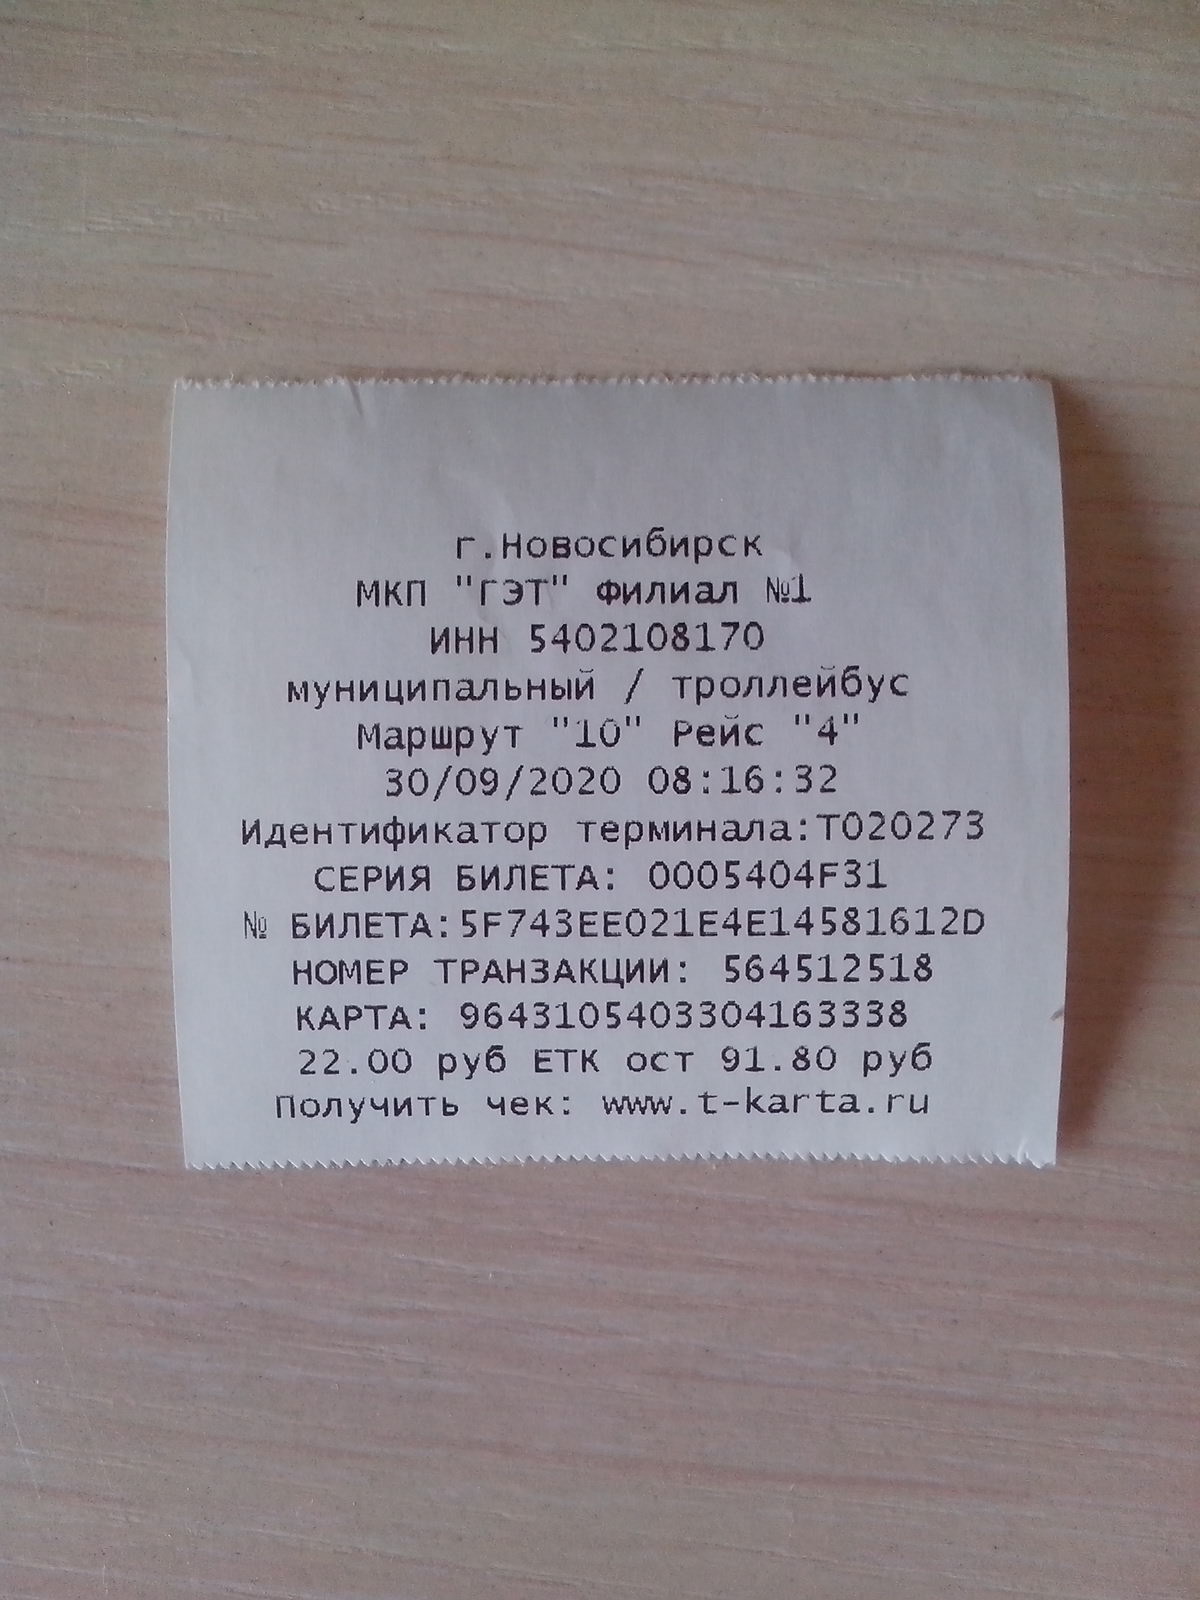 г.Новосибирск
МКП "ГЭТ" Филиал №1
ИНН 5402108170
муниципальный / троллейбус
Маршрут "10" Рейс "4"
30/09/2020 08:16:32
Идентификатор терминала:Т020273
СЕРИЯ БИЛЕТА: 0005404F31
№ БИЛЕТА:5F743EE021E4E14581612D
НОМЕР ТРАНЗАКЦИИ: 564512518
КАРТА: 9643105403304163338
22.00 руб ЕТК ост 91.80 руб
Получить чек: www.t-karta.ru